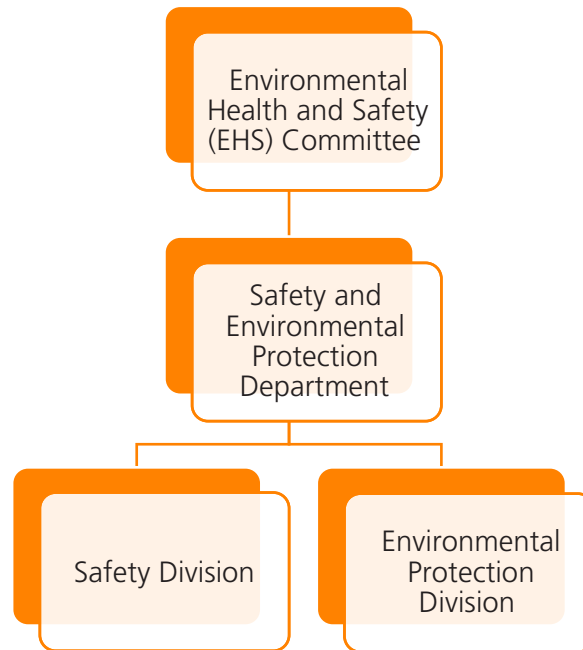 Environmental
Health and Safety
(EHS) Committee
Safety and
Environmental
Protection
Department
Safety Division
Environmental
Protection
Division